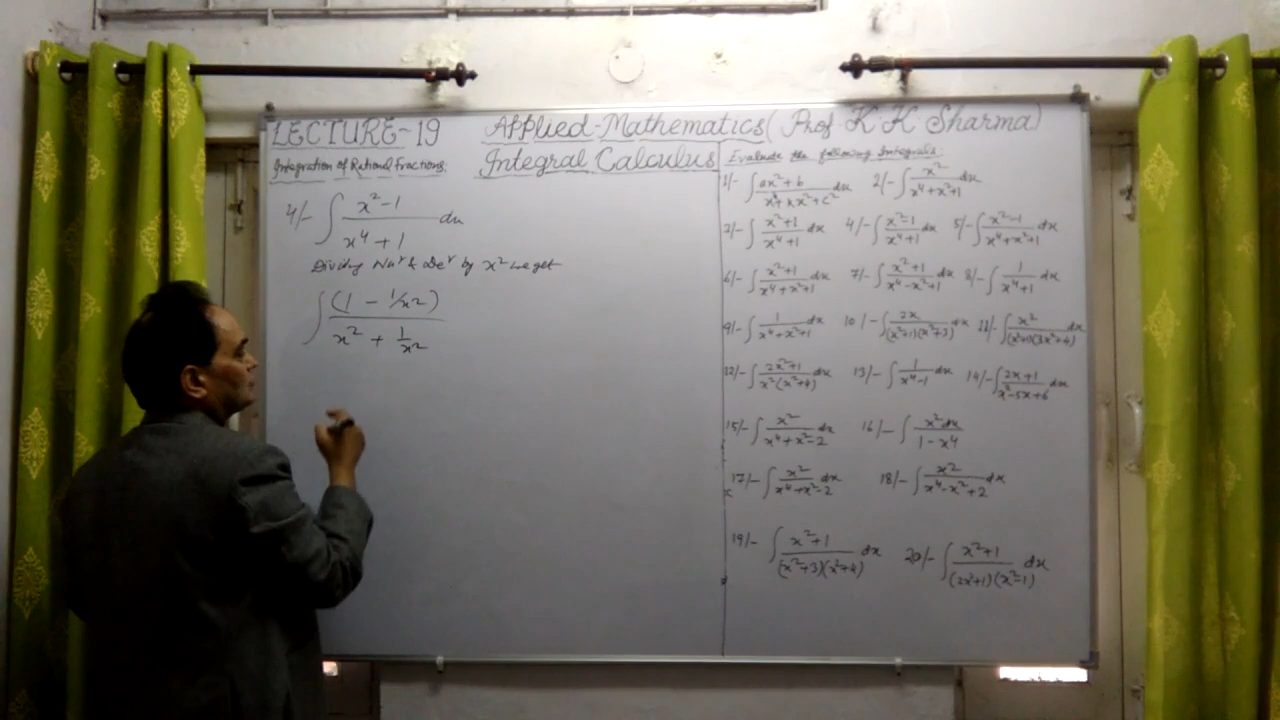 LECTURE-19
Applied-Mathematics (Prof. K. K. Sharma)
Integral Calculus
Integration of Rational Fractions:
4/- ∫ (x²-1)/(x⁴+1) dx
Dividing Nuʳ & Deʳ by x² we get
∫ (1 - 1/x²)/(x² + 1/x²)
Evaluate the following Integrals:
1/- ∫ (ax²+b)/(x⁴+kx²+c²) dx 2/- ∫ x²/(x⁴+x²+1) dx
3/- ∫ (x²+1)/(x⁴+1) dx 4/- ∫ (x²-1)/(x⁴+1) dx 5/- ∫ (x²-1)/(x⁴+x²+1) dx
6/- ∫ (x²+1)/(x⁴+x²+1) dx 7/- ∫ (x²+1)/(x⁴-x²+1) dx 8/- ∫ 1/(x⁴+1) dx
9/- ∫ 1/(x⁴+x²+1) dx 10/- ∫ 2x/((x²+1)(x²+3)) dx 11/- ∫ x²/((x²+1)(3x²+4)) dx
12/- ∫ (2x²+1)/(x²(x²+4)) dx 13/- ∫ 1/(x⁴-1) dx 14/- ∫ (2x+1)/(x²-5x+6) dx
15/- ∫ x²/(x⁴+x²-2) dx 16/- ∫ x²dx/(1-x⁴)
17/- ∫ x²/(x⁴+x²-2) dx 18/- ∫ x²/(x⁴-x²+2) dx
19/- ∫ (x²+1)/((x²+3)(x²+4)) dx 20/- ∫ (x²+1)/((2x²+1)(x²-1)) dx